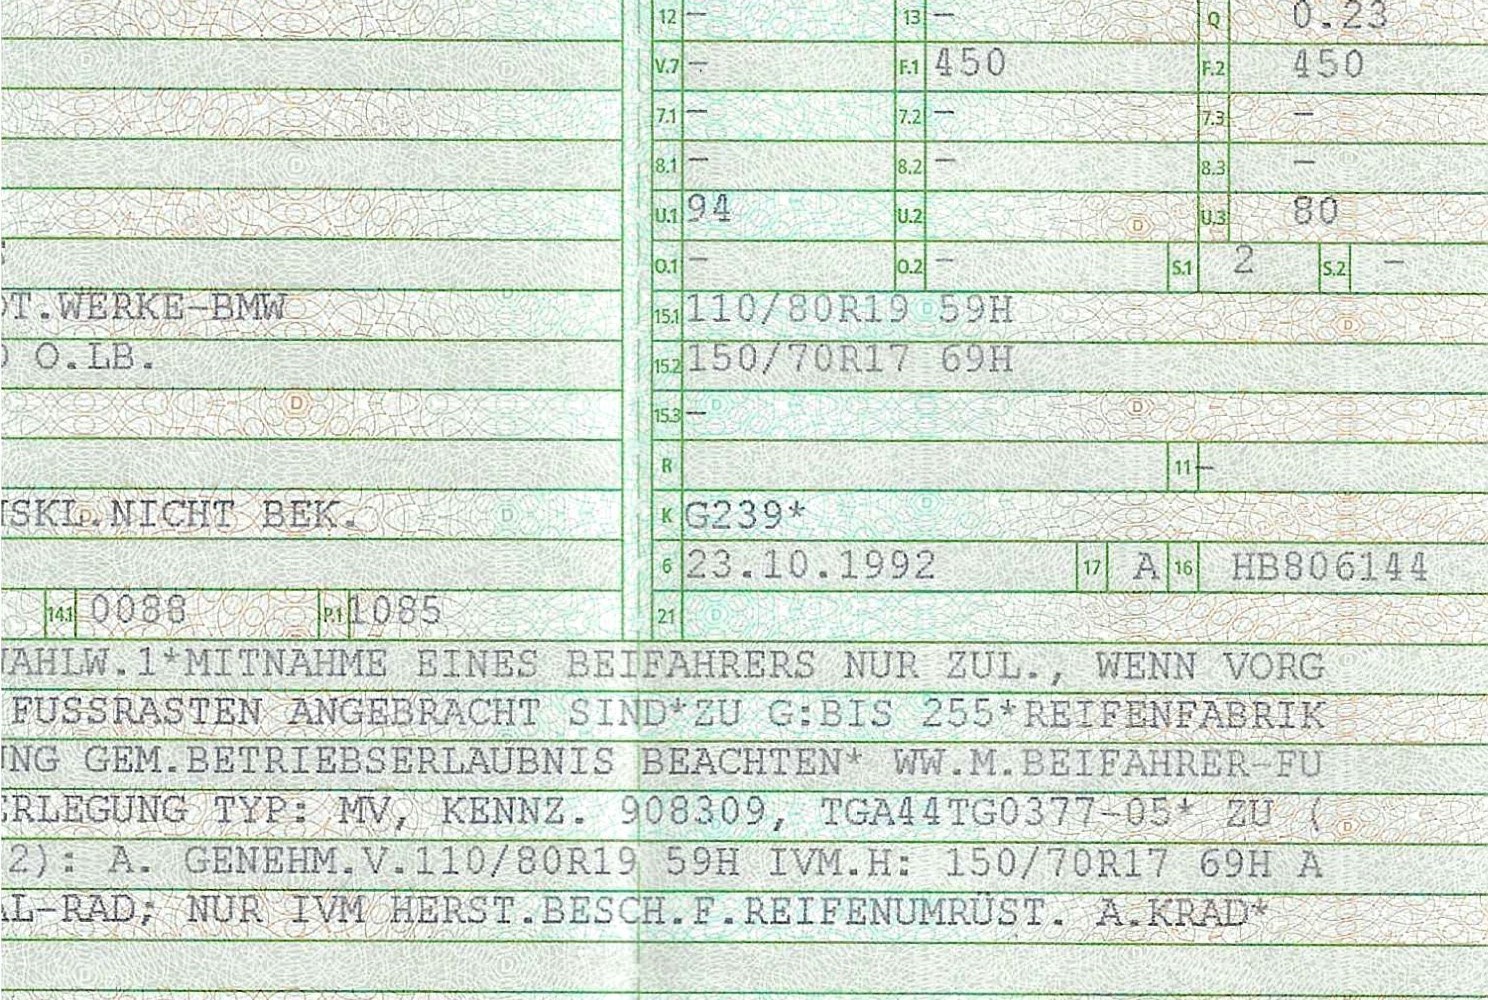 12 – 13 – Q 0.23
V.7 – F.1 450 F.2 450
7.1 – 7.2 – 7.3 –
8.1 – 8.2 – 8.3 –
U.1 94 U.2 U.3 80
O.1 – O.2 – S.1 2 S.2 –
T.WERKE-BMW 15.1 110/80R19 59H
O.LB. 15.2 150/70R17 69H
15.3 –
R 11 –
SKL.NICHT BEK. K G239*
6 23.10.1992 17 A 16 HB806144
14.1 0088 P.1 1085 21
AHLW.1*MITNAHME EINES BEIFAHRERS NUR ZUL., WENN VORG
FUSSRASTEN ANGEBRACHT SIND*ZU G:BIS 255*REIFENFABRIK
UNG GEM.BETRIEBSERLAUBNIS BEACHTEN* WW.M.BEIFAHRER-FU
ERLEGUNG TYP: MV, KENNZ. 908309, TGA44TG0377-05* ZU (
2): A. GENEHM.V.110/80R19 59H IVM.H: 150/70R17 69H A
AL-RAD; NUR IVM HERST.BESCH.F.REIFENUMRÜST. A.KRAD*